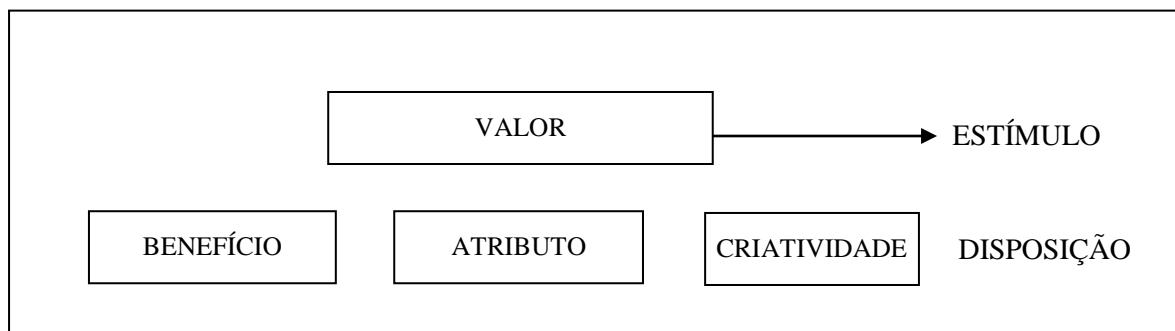 VALOR
ESTÍMULO
BENEFÍCIO ATRIBUTO CRIATIVIDADE DISPOSIÇÃO